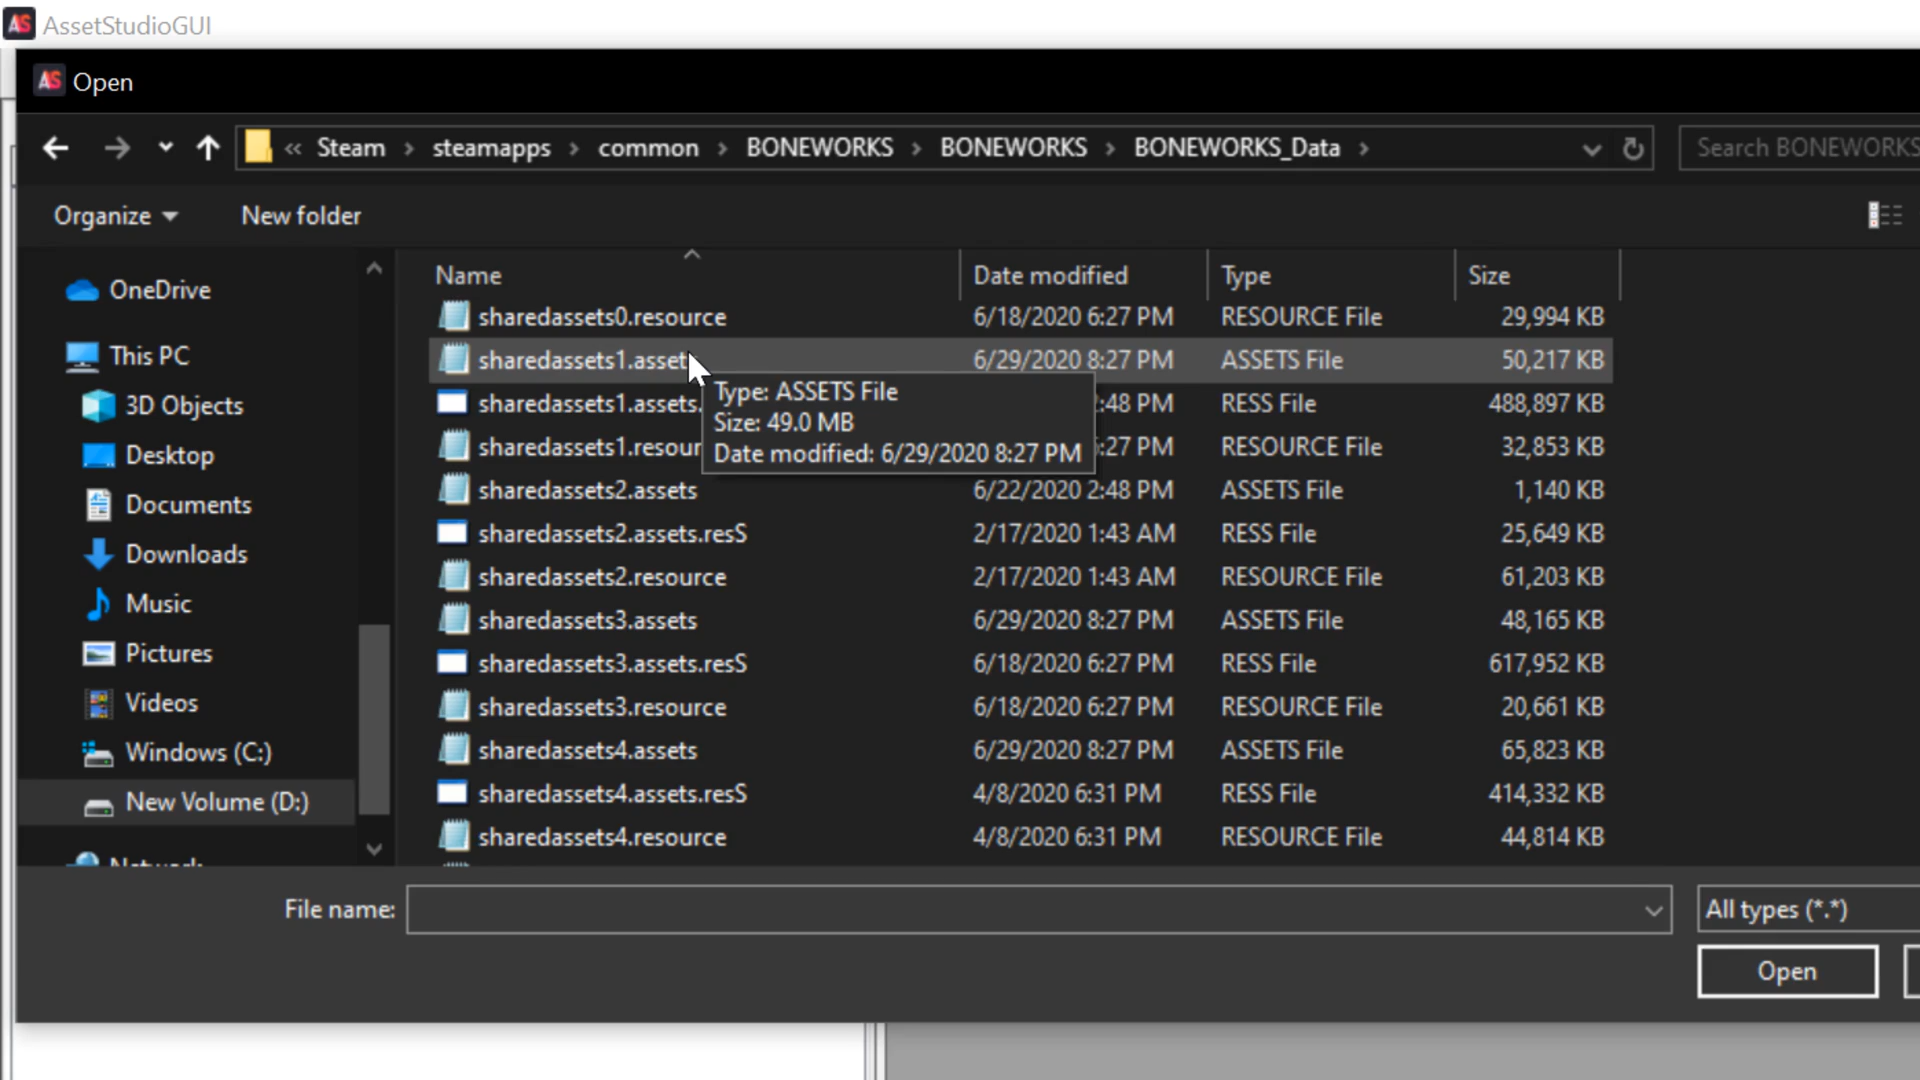 AS AssetStudioGUI
AS Open
« Steam > steamapps > common > BONEWORKS > BONEWORKS > BONEWORKS_Data > Search BONEWORKS
Organize New folder
Name Date modified Type Size
OneDrive
This PC
3D Objects
Desktop
Documents
Downloads
Music
Pictures
Videos
Windows (C:)
New Volume (D:)
Network
sharedassets0.resource 6/18/2020 6:27 PM RESOURCE File 29,994 KB
sharedassets1.asset 6/29/2020 8:27 PM ASSETS File 50,217 KB
sharedassets1.assets. :48 PM RESS File 488,897 KB
sharedassets1.resour :27 PM RESOURCE File 32,853 KB
Type: ASSETS File
Size: 49.0 MB
Date modified: 6/29/2020 8:27 PM
sharedassets2.assets 6/22/2020 2:48 PM ASSETS File 1,140 KB
sharedassets2.assets.resS 2/17/2020 1:43 AM RESS File 25,649 KB
sharedassets2.resource 2/17/2020 1:43 AM RESOURCE File 61,203 KB
sharedassets3.assets 6/29/2020 8:27 PM ASSETS File 48,165 KB
sharedassets3.assets.resS 6/18/2020 6:27 PM RESS File 617,952 KB
sharedassets3.resource 6/18/2020 6:27 PM RESOURCE File 20,661 KB
sharedassets4.assets 6/29/2020 8:27 PM ASSETS File 65,823 KB
sharedassets4.assets.resS 4/8/2020 6:31 PM RESS File 414,332 KB
sharedassets4.resource 4/8/2020 6:31 PM RESOURCE File 44,814 KB
File name: All types (*.*)
Open